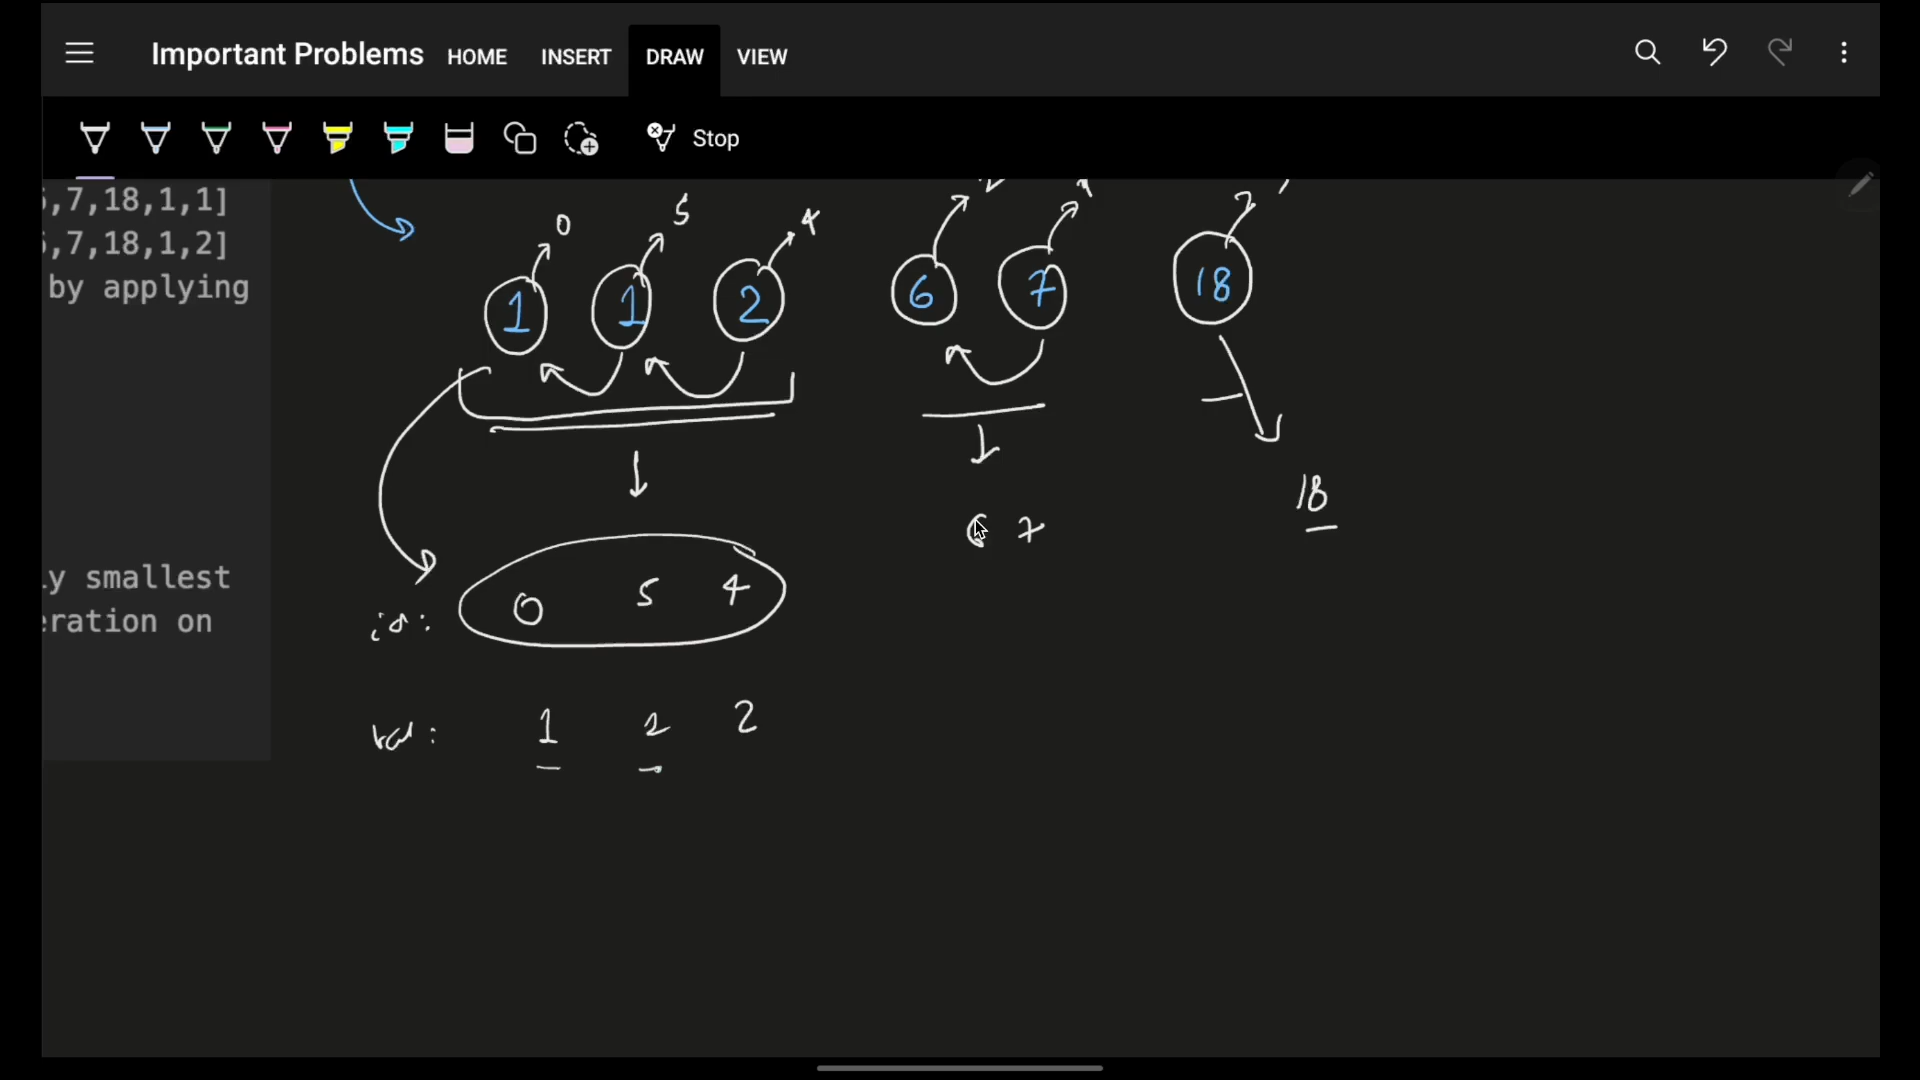 Important Problems HOME INSERT DRAW VIEW
Stop
,7,18,1,1]
,7,18,1,2]
by applying
y smallest
ration on
0 5 4
1 1 2 6 7 18
18
6 7
0 5 4
1 1 2